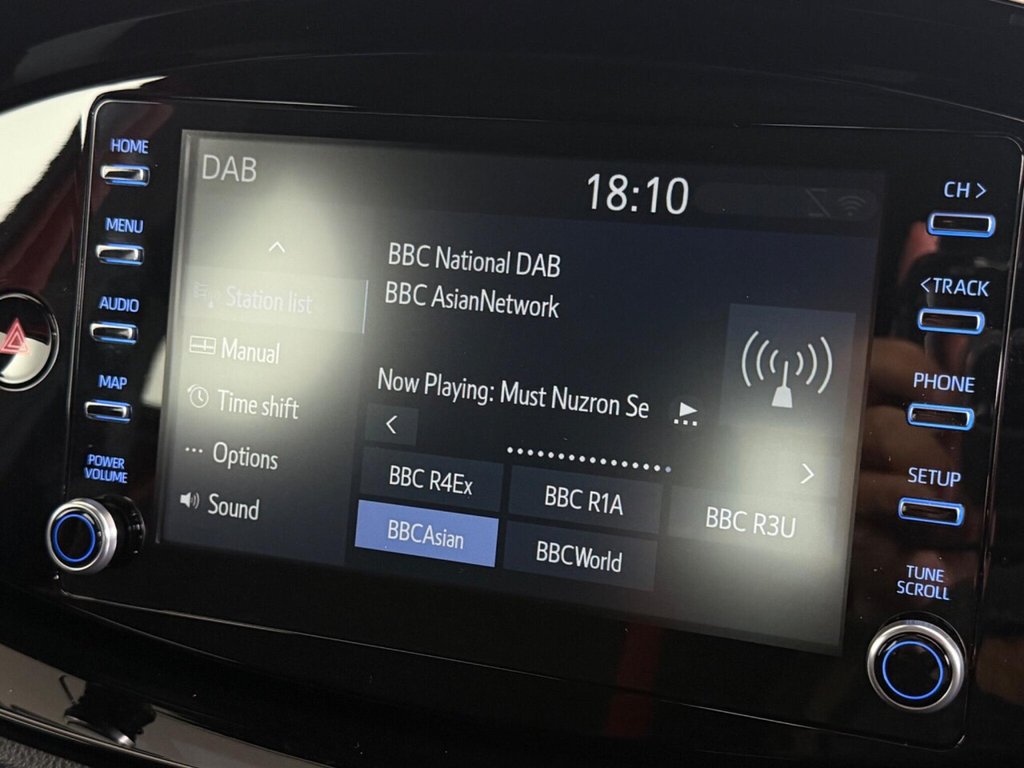 HOME
MENU
AUDIO
MAP
POWER
VOLUME
DAB
18:10
Station list
Manual
Time shift
Options
Sound
BBC National DAB
BBC AsianNetwork
Now Playing: Must Nuzron Se
BBC R4Ex
BBC R1A
BBC R3U
BBCAsian
BBCWorld
CH >
< TRACK
PHONE
SETUP
TUNE
SCROLL